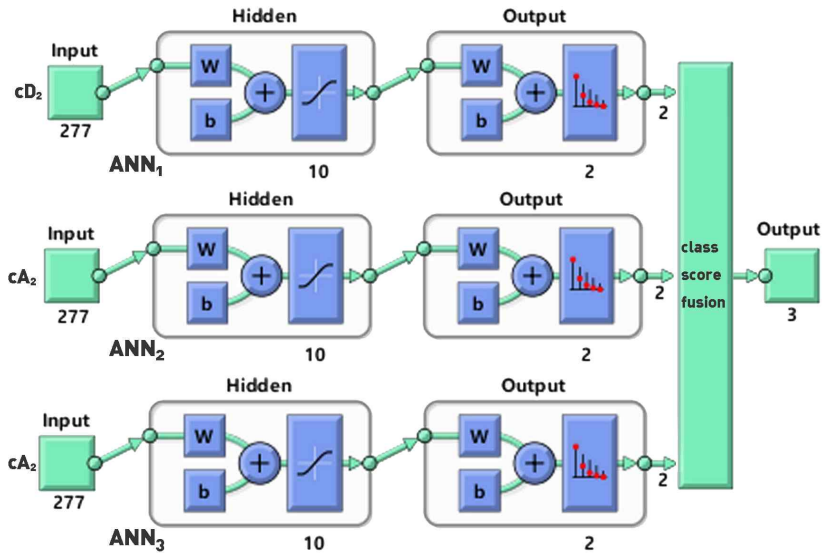 Hidden
Output
Input
cD₂
W
b
+
W
b
+
277
2
ANN₁
10
2
Hidden
Output
Input
cA₂
W
b
+
W
b
+
277
2
ANN₂
10
2
class
score
fusion
Output
3
Hidden
Output
Input
cA₂
W
b
+
W
b
+
277
2
ANN₃
10
2